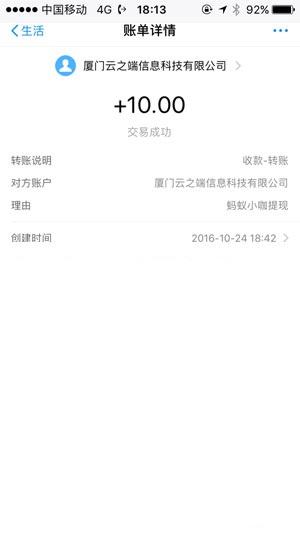 中国移动 4G 18:13 92%
生活 账单详情
厦门云之端信息科技有限公司
+10.00
交易成功
转账说明 收款-转账
对方账户 厦门云之端信息科技有限公司
理由 蚂蚁小咖提现
创建时间 2016-10-24 18:42